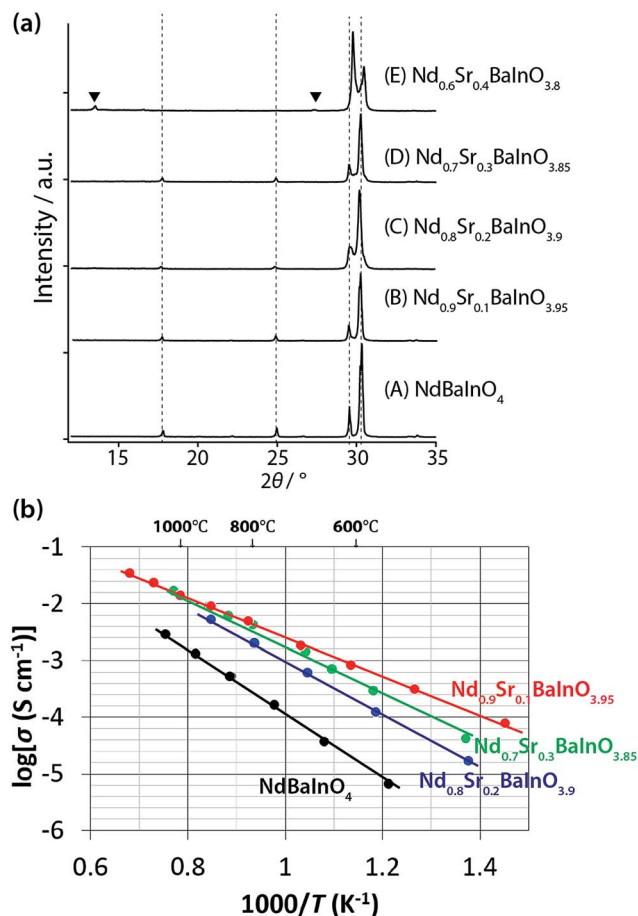 (a)
Intensity / a.u.
(E) Nd0.6Sr0.4BaInO3.8
(D) Nd0.7Sr0.3BaInO3.85
(C) Nd0.8Sr0.2BaInO3.9
(B) Nd0.9Sr0.1BaInO3.95
(A) NdBaInO4
15 20 25 30 35
2θ / °
(b)
1000°C 800°C 600°C
-1
-2
-3
-4
-5
-6
log[σ (S cm-1)]
Nd0.9Sr0.1BaInO3.95
Nd0.7Sr0.3BaInO3.85
NdBaInO4 Nd0.8Sr0.2BaInO3.9
0.6 0.8 1 1.2 1.4
1000/T (K-1)